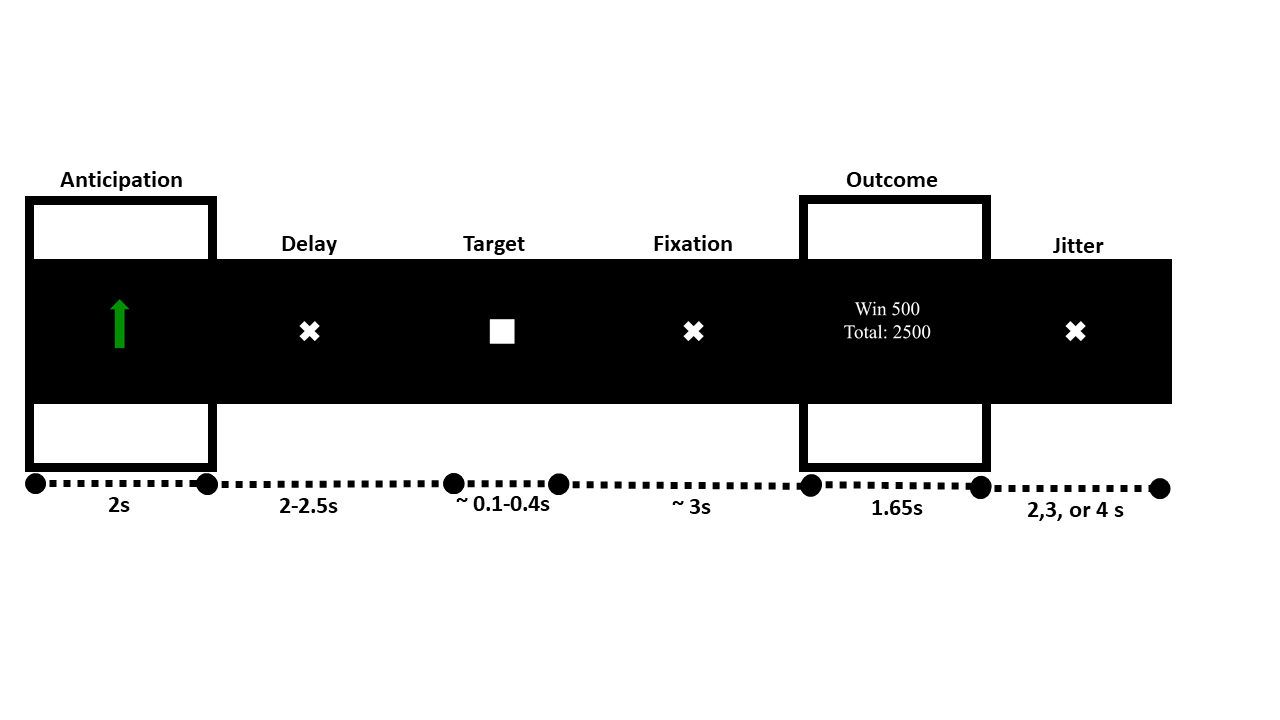 Anticipation
Outcome
Delay
Target
Fixation
Jitter
Win 500
Total: 2500
2s
2-2.5s
~ 0.1-0.4s
~ 3s
1.65s
2,3, or 4 s